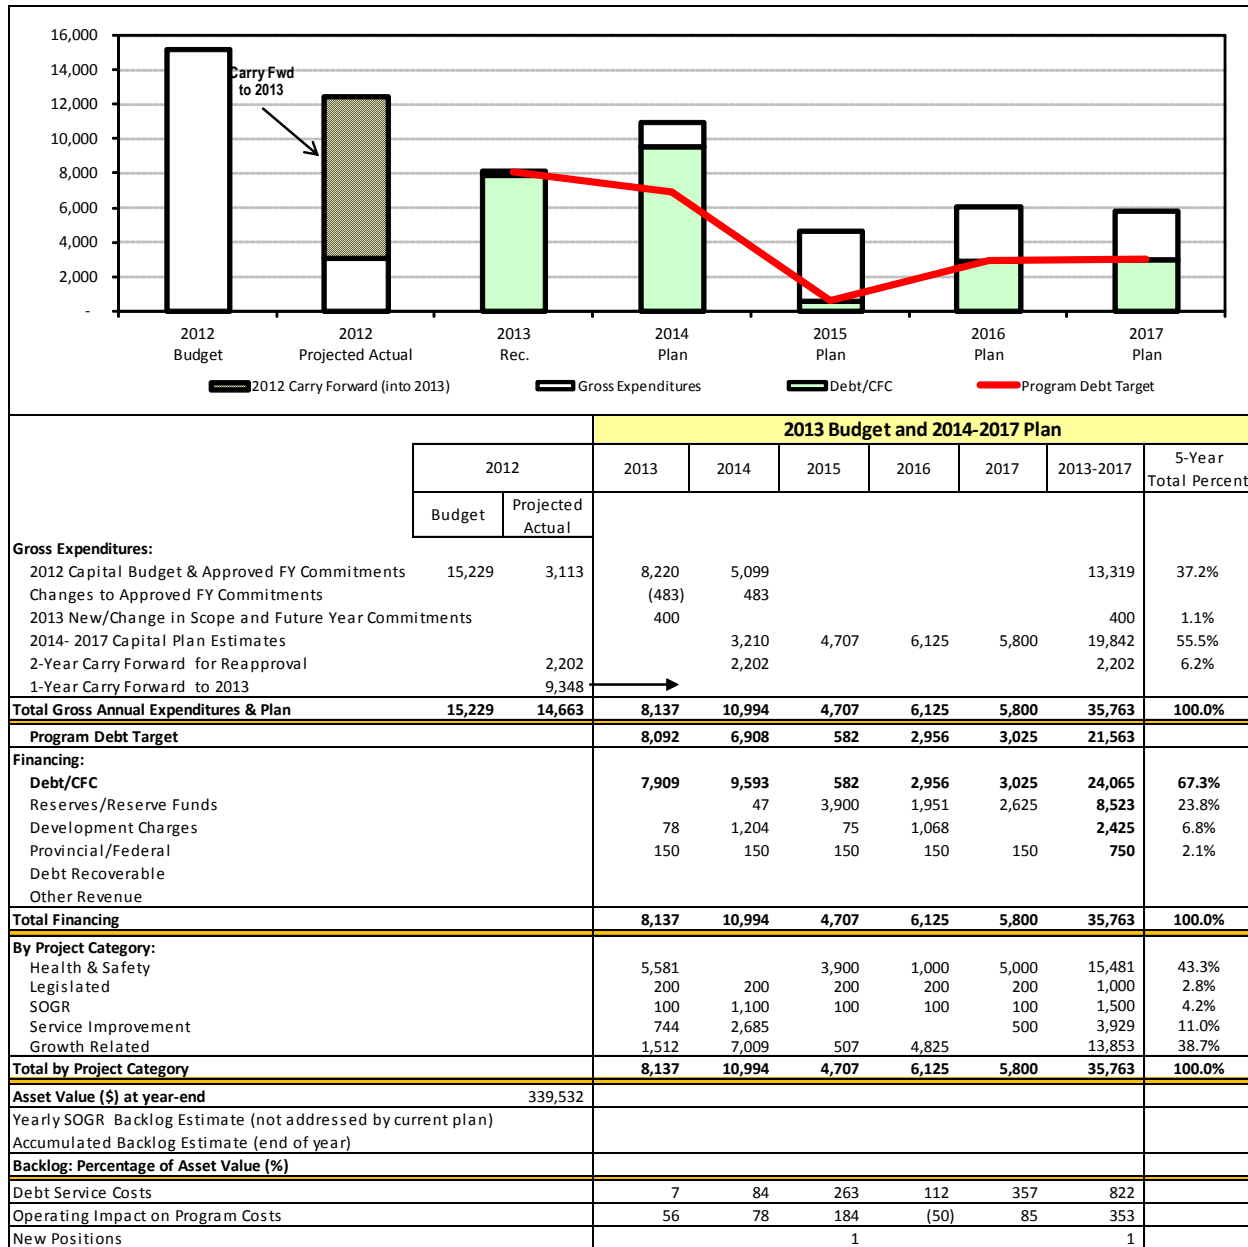 16,000
14,000
12,000
10,000
8,000
6,000
4,000
2,000
-
Carry Fwd
to 2013
2012 2012 2013 2014 2015 2016 2017
Budget Projected Actual Rec. Plan Plan Plan Plan
2012 Carry Forward (into 2013) Gross Expenditures Debt/CFC Program Debt Target
2013 Budget and 2014-2017 Plan
2012 2013 2014 2015 2016 2017 2013-2017 5-Year
Total Percent
Budget Projected
Actual
Gross Expenditures:
2012 Capital Budget & Approved FY Commitments 15,229 3,113 8,220 5,099 13,319 37.2%
Changes to Approved FY Commitments (483) 483
2013 New/Change in Scope and Future Year Commitments 400 400 1.1%
2014- 2017 Capital Plan Estimates 3,210 4,707 6,125 5,800 19,842 55.5%
2-Year Carry Forward for Reapproval 2,202 2,202 2,202 6.2%
1-Year Carry Forward to 2013 9,348
Total Gross Annual Expenditures & Plan 15,229 14,663 8,137 10,994 4,707 6,125 5,800 35,763 100.0%
Program Debt Target 8,092 6,908 582 2,956 3,025 21,563
Financing:
Debt/CFC 7,909 9,593 582 2,956 3,025 24,065 67.3%
Reserves/Reserve Funds 47 3,900 1,951 2,625 8,523 23.8%
Development Charges 78 1,204 75 1,068 2,425 6.8%
Provincial/Federal 150 150 150 150 150 750 2.1%
Debt Recoverable
Other Revenue
Total Financing 8,137 10,994 4,707 6,125 5,800 35,763 100.0%
By Project Category:
Health & Safety 5,581 3,900 1,000 5,000 15,481 43.3%
Legislated 200 200 200 200 200 1,000 2.8%
SOGR 100 1,100 100 100 100 1,500 4.2%
Service Improvement 744 2,685 500 3,929 11.0%
Growth Related 1,512 7,009 507 4,825 13,853 38.7%
Total by Project Category 8,137 10,994 4,707 6,125 5,800 35,763 100.0%
Asset Value ($) at year-end 339,532
Yearly SOGR Backlog Estimate (not addressed by current plan)
Accumulated Backlog Estimate (end of year)
Backlog: Percentage of Asset Value (%)
Debt Service Costs 7 84 263 112 357 822
Operating Impact on Program Costs 56 78 184 (50) 85 353
New Positions 1 1